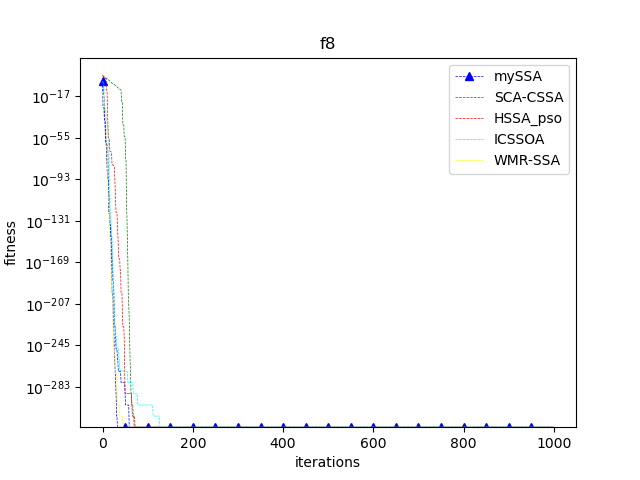 f8
mySSA
SCA-CSSA
HSSA_pso
ICSSOA
WMR-SSA
10^−17
10^−55
10^−93
10^−131
10^−169
10^−207
10^−245
10^−283
fitness
0 200 400 600 800 1000
iterations